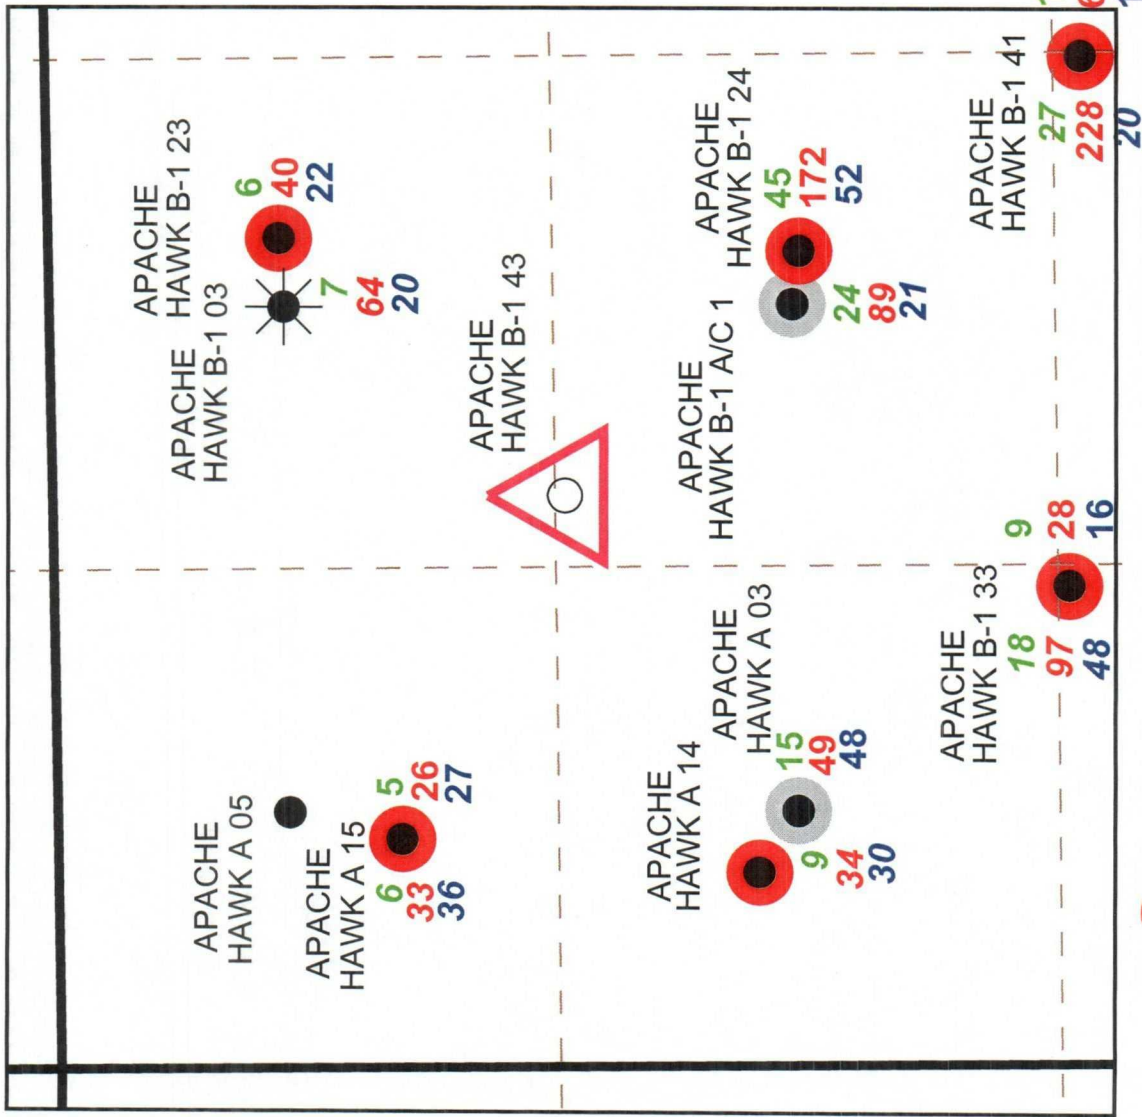 APACHE
HAWK B-1 23
6
40
22
APACHE
HAWK B-1 03
7
64
20
APACHE
HAWK A 05
APACHE
HAWK A 15
5
26
27
6
33
36
APACHE
HAWK B-1 43
APACHE
HAWK B-1 24
45
172
52
APACHE
HAWK B-1 A/C 1
24
89
21
APACHE
HAWK A 14
APACHE
HAWK A 03
15
49
48
9
34
30
APACHE
HAWK B-1 41
27
228
20
APACHE
HAWK B-1 33
9
28
16
18
97
48